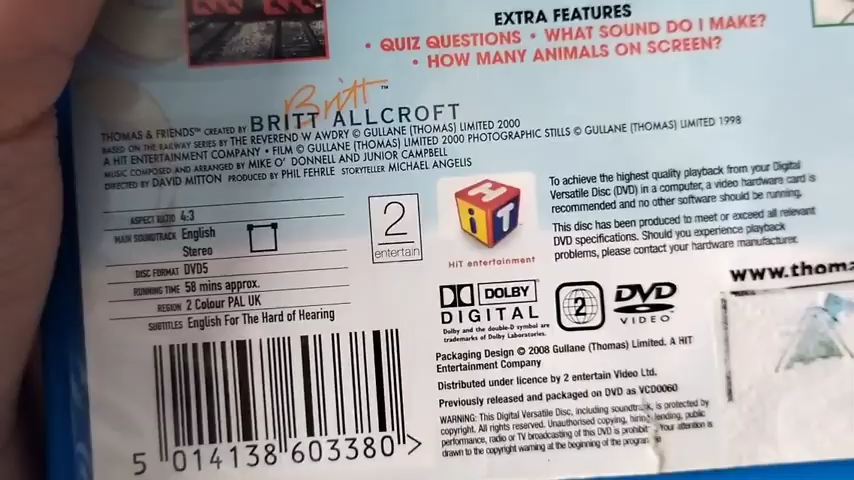 EXTRA FEATURES
• QUIZ QUESTIONS • WHAT SOUND DO I MAKE?
• HOW MANY ANIMALS ON SCREEN?
Britt™
THOMAS & FRIENDS™ CREATED BY BRITT ALLCROFT
BASED ON THE RAILWAY SERIES BY THE REVEREND W AWDRY © GULLANE (THOMAS) LIMITED 2000
A HIT ENTERTAINMENT COMPANY • FILM © GULLANE (THOMAS) LIMITED 2000 PHOTOGRAPHIC STILLS © GULLANE (THOMAS) LIMITED 1998
MUSIC COMPOSED AND ARRANGED BY MIKE O' DONNELL AND JUNIOR CAMPBELL
DIRECTED BY DAVID MITTON PRODUCED BY PHIL FEHRLE STORYTELLER MICHAEL ANGELIS
ASPECT RATIO 4:3
MAIN SOUNDTRACK English
Stereo
DISC FORMAT DVD5
RUNNING TIME 58 mins approx.
REGION 2 Colour PAL UK
SUBTITLES English For The Hard of Hearing
2
entertain
HiT
HiT entertainment
To achieve the highest quality playback from your Digital
Versatile Disc (DVD) in a computer, a video hardware card is
recommended and no other software should be running.
This disc has been produced to meet or exceed all relevant
DVD specifications. Should you experience playback
problems, please contact your hardware manufacturer.
www.thoma
DOLBY
DIGITAL
Dolby and the double-D symbol are
trademarks of Dolby Laboratories.
2
DVD
VIDEO
Packaging Design © 2008 Gullane (Thomas) Limited. A HIT
Entertainment Company
Distributed under licence by 2 entertain Video Ltd.
Previously released and packaged on DVD as VCD0060
WARNING: This Digital Versatile Disc, including soundtrack, is protected by
copyright. All rights reserved. Unauthorised copying, hiring, lending, public
performance, radio or TV broadcasting of this DVD is prohibit Your attention is
drawn to the copyright warning at the beginning of the program
5 014138 603380 >